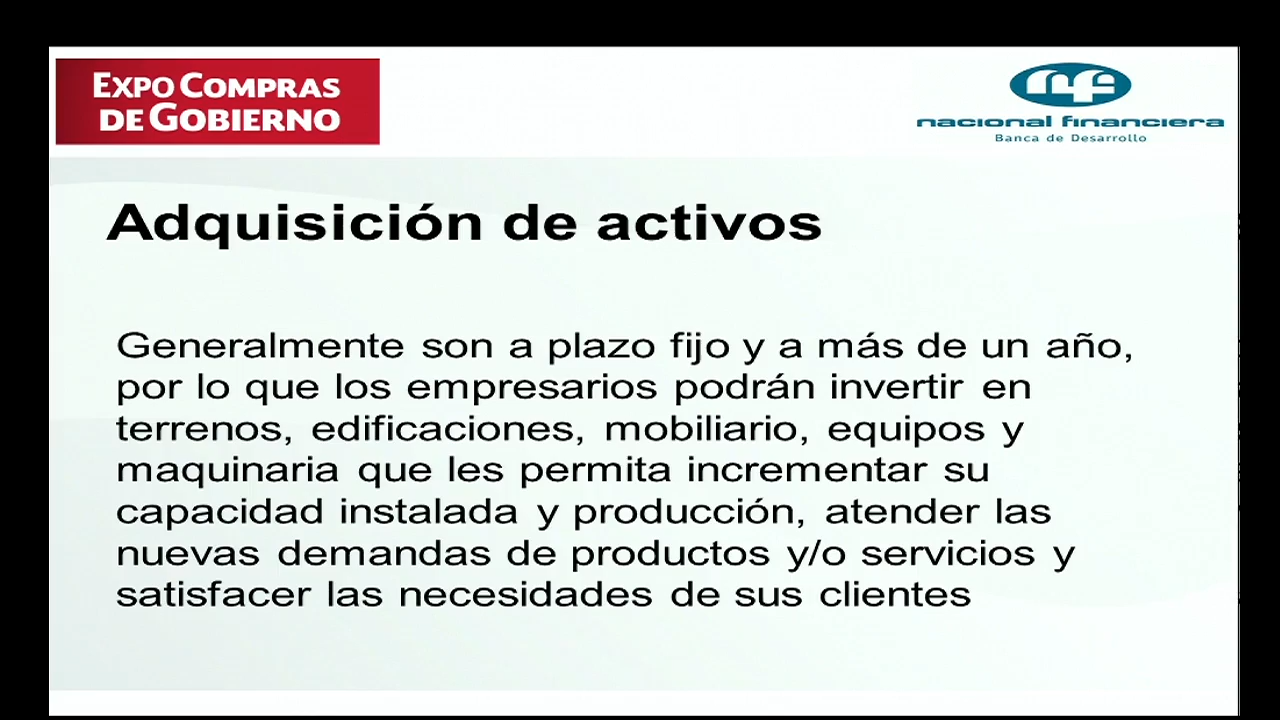 EXPO COMPRAS
DE GOBIERNO
nf
nacional financiera
Banca de Desarrollo
Adquisición de activos
Generalmente son a plazo fijo y a más de un año,
por lo que los empresarios podrán invertir en
terrenos, edificaciones, mobiliario, equipos y
maquinaria que les permita incrementar su
capacidad instalada y producción, atender las
nuevas demandas de productos y/o servicios y
satisfacer las necesidades de sus clientes